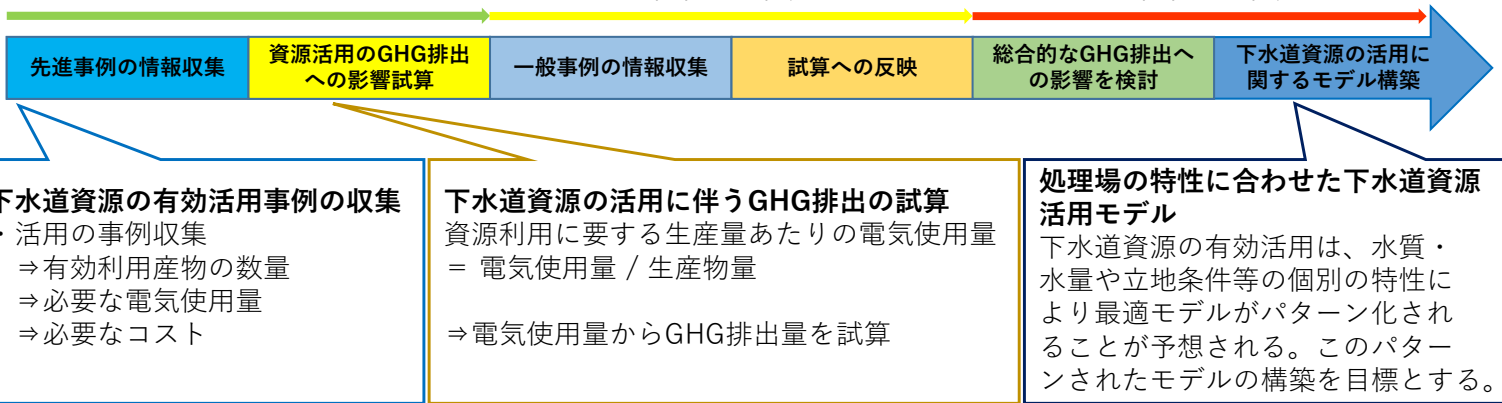 先進事例の情報収集
資源活用のGHG排出
への影響試算
一般事例の情報収集
試算への反映
総合的なGHG排出へ
の影響を検討
下水道資源の活用に
関するモデル構築
下水道資源の有効活用事例の収集
・活用の事例収集
⇒有効利用産物の数量
⇒必要な電気使用量
⇒必要なコスト
下水道資源の活用に伴うGHG排出の試算
資源利用に要する生産量あたりの電気使用量
= 電気使用量 / 生産物量
⇒電気使用量からGHG排出量を試算
処理場の特性に合わせた下水道資源
活用モデル
下水道資源の有効活用は、水質・
水量や立地条件等の個別の特性に
より最適モデルがパターン化され
ることが予想される。このパター
ンされたモデルの構築を目標とする。